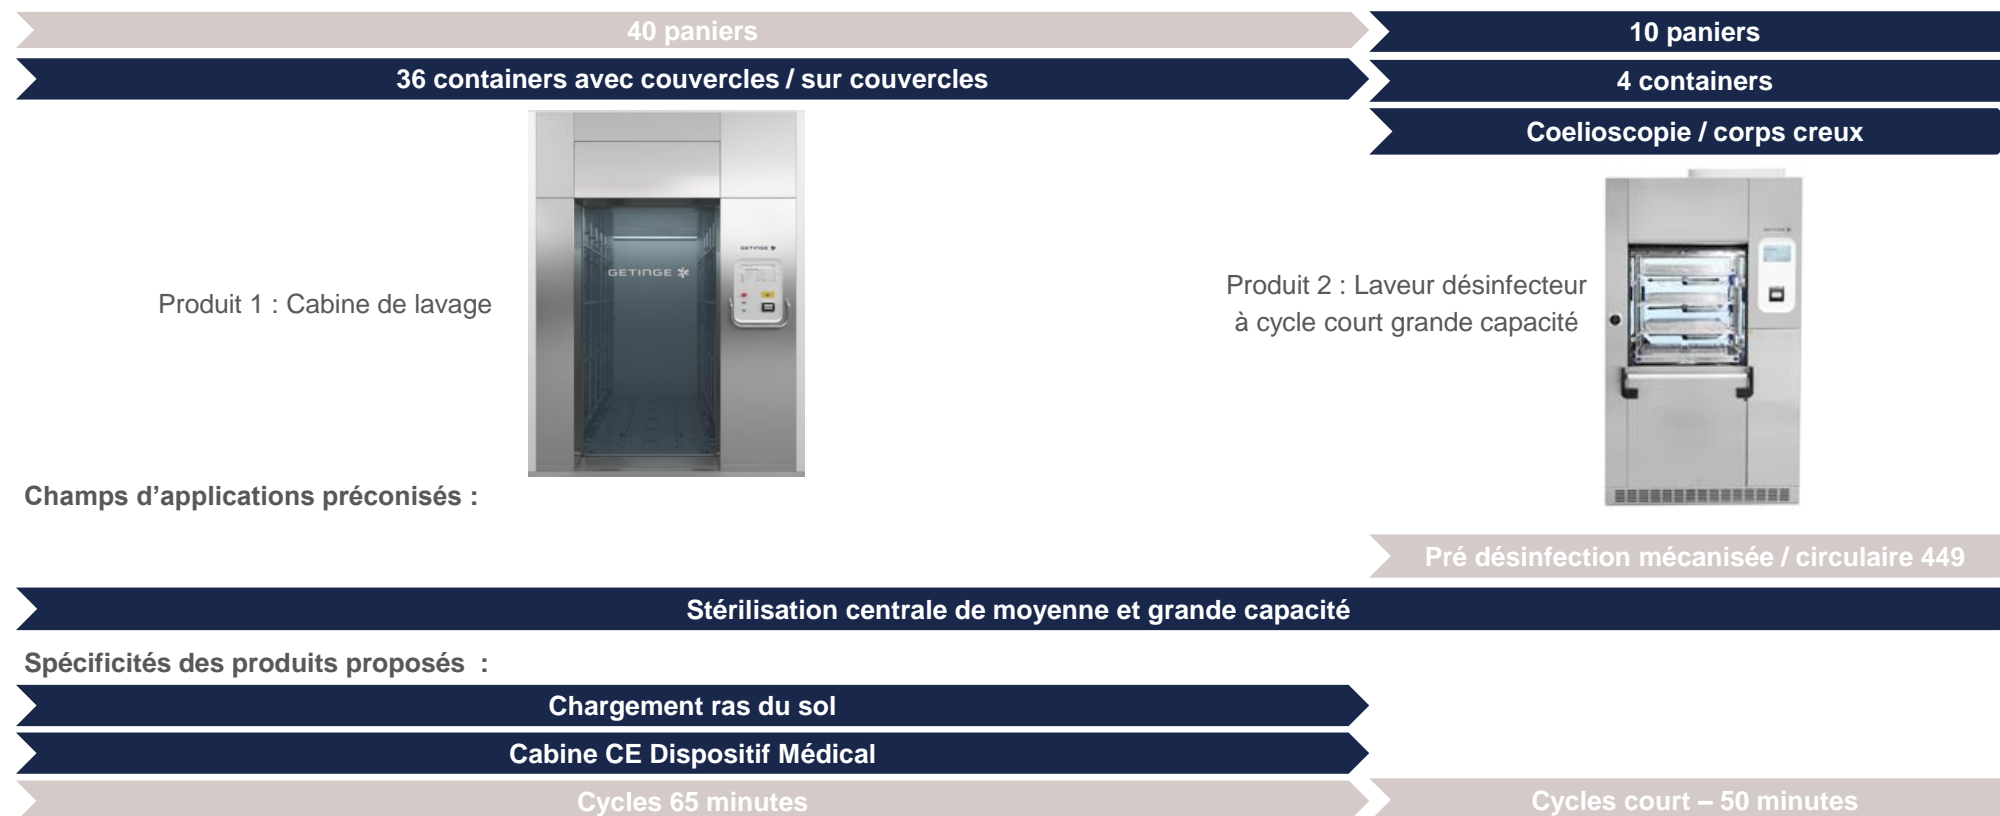 40 paniers
10 paniers
36 containers avec couvercles / sur couvercles
4 containers
Coelioscopie / corps creux
GETINGE
GETINGE
Produit 1 : Cabine de lavage
Produit 2 : Laveur désinfecteur
à cycle court grande capacité
Champs d’applications préconisés :
Pré désinfection mécanisée / circulaire 449
Stérilisation centrale de moyenne et grande capacité
Spécificités des produits proposés :
Chargement ras du sol
Cabine CE Dispositif Médical
Cycles 65 minutes
Cycles court – 50 minutes